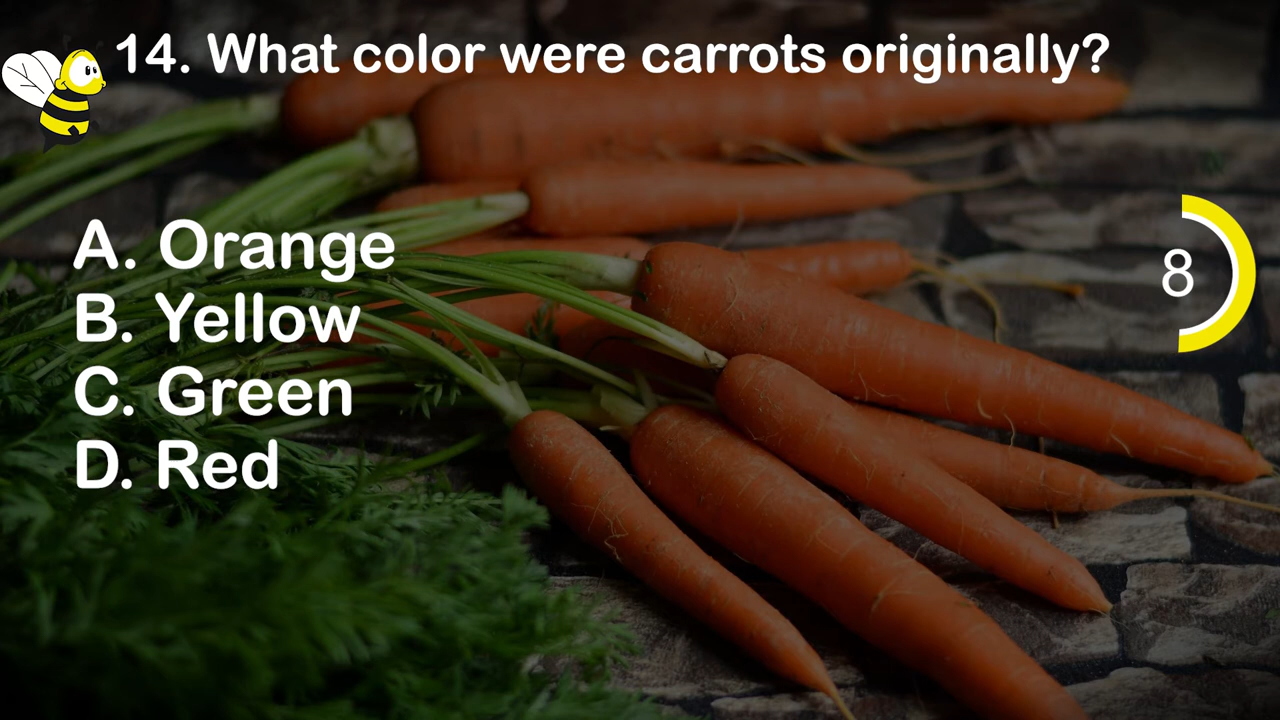 14. What color were carrots originally?
A. Orange
B. Yellow
C. Green
D. Red
8